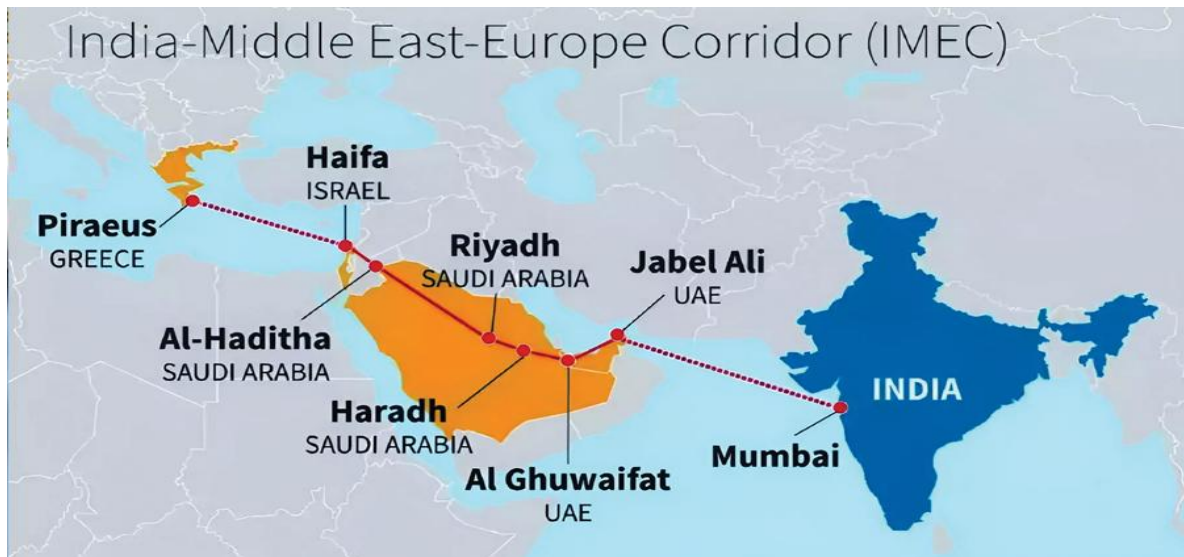 India-Middle East-Europe Corridor (IMEC)
Haifa
ISRAEL
Piraeus
GREECE
Riyadh
SAUDI ARABIA
Jabel Ali
UAE
Al-Haditha
SAUDI ARABIA
INDIA
Haradh
SAUDI ARABIA
Mumbai
Al Ghuwaifat
UAE